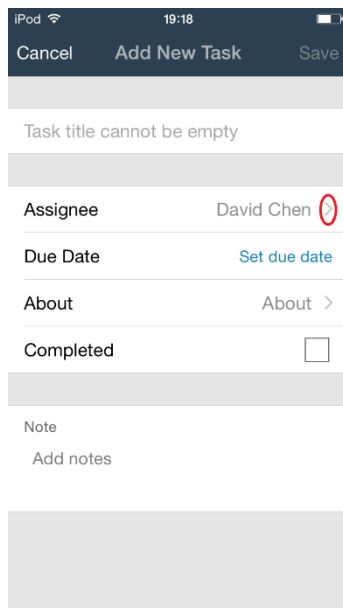 iPod 19:18
Cancel Add New Task Save
Task title cannot be empty
Assignee David Chen
Due Date Set due date
About About
Completed
Note
Add notes